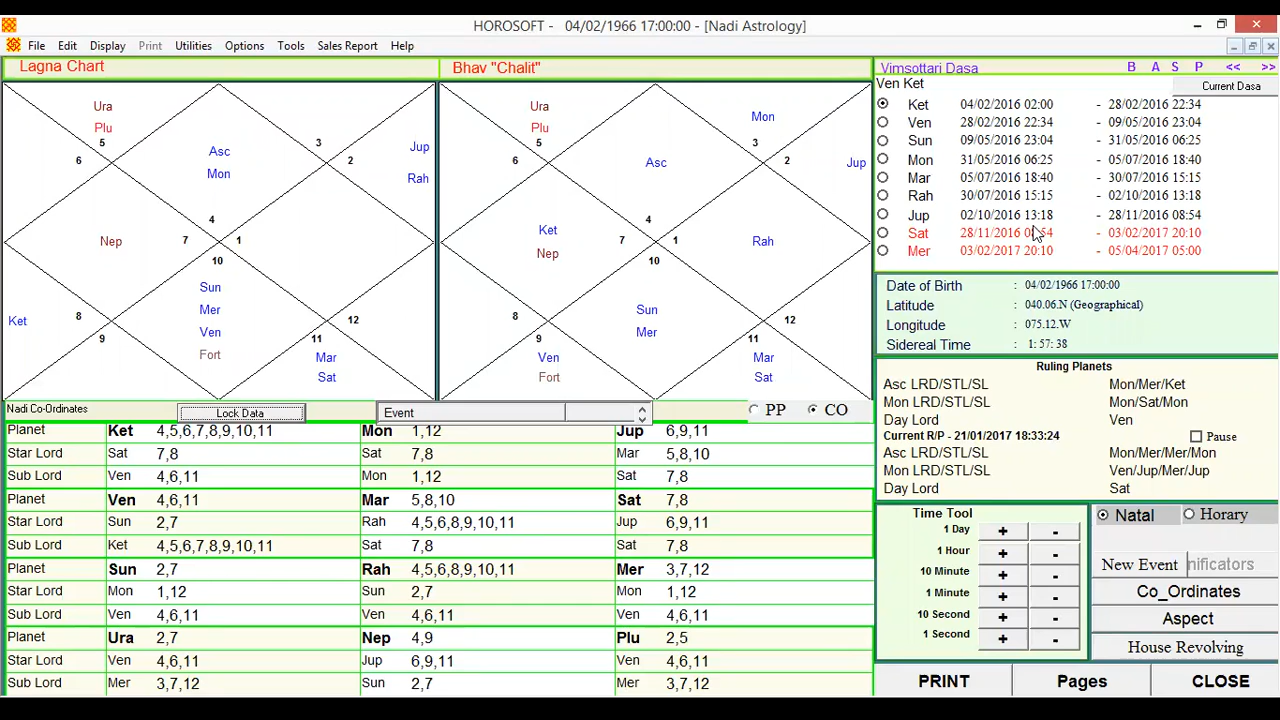 HOROSOFT - 04/02/1966 17:00:00 - [Nadi Astrology]
File Edit Display Print Utilities Options Tools Sales Report Help
Lagna Chart
Ura
Plu
5
6
Asc
Mon
3
2
Jup
Rah
4
Nep
7
1
10
Sun
Mer
Ven
Fort
Ket
8
9
12
11
Mar
Sat
Bhav "Chalit"
Ura
Plu
5
6
Asc
Mon
3
2
Jup
Ket
Nep
4
7
1
10
Rah
Sun
Mer
8
9
Ven
Fort
12
11
Mar
Sat
Vimsottari Dasa B A S P << >>
Ven Ket Current Dasa
Ket 04/02/2016 02:00 - 28/02/2016 22:34
Ven 28/02/2016 22:34 - 09/05/2016 23:04
Sun 09/05/2016 23:04 - 31/05/2016 06:25
Mon 31/05/2016 06:25 - 05/07/2016 18:40
Mar 05/07/2016 18:40 - 30/07/2016 15:15
Rah 30/07/2016 15:15 - 02/10/2016 13:18
Jup 02/10/2016 13:18 - 28/11/2016 08:54
Sat 28/11/2016 - 03/02/2017 20:10
Mer 03/02/2017 20:10 - 05/04/2017 05:00
Date of Birth : 04/02/1966 17:00:00
Latitude : 040.06.N (Geographical)
Longitude : 075.12.W
Sidereal Time : 1: 57: 38
Ruling Planets
Asc LRD/STL/SL Mon/Mer/Ket
Mon LRD/STL/SL Mon/Sat/Mon
Day Lord Ven
Current R/P - 21/01/2017 18:33:24 Pause
Asc LRD/STL/SL Mon/Mer/Mon
Mon LRD/STL/SL Ven/Jup/Mer/Jup
Day Lord Sat
Nadi Co-Ordinates Lock Data Event PP CO
Planet Ket 4,5,6,7,8,9,10,11 Mon 1,12 Jup 6,9,11
Star Lord Sat 7,8 Sat 7,8 Mar 5,8,10
Sub Lord Ven 4,6,11 Mon 1,12 Sat 7,8
Planet Ven 4,6,11 Mar 5,8,10 Sat 7,8
Star Lord Sun 2,7 Rah 4,5,6,8,9,10,11 Jup 6,9,11
Sub Lord Ket 4,5,6,7,8,9,10,11 Sat 7,8 Sat 7,8
Planet Sun 2,7 Rah 4,5,6,8,9,10,11 Mer 3,7,12
Star Lord Mon 1,12 Sun 2,7 Mon 1,12
Sub Lord Ven 4,6,11 Ven 4,6,11 Ven 4,6,11
Planet Ura 2,7 Nep 4,9 Plu 2,5
Star Lord Ven 4,6,11 Jup 6,9,11 Ven 4,6,11
Sub Lord Mer 3,7,12 Sun 2,7 Mer 3,7,12
Time Tool
1 Day + -
1 Hour + -
10 Minute + -
1 Minute + -
10 Second + -
1 Second + -
Natal Horary
New Event nificators
Co_Ordinates
Aspect
House Revolving
PRINT Pages CLOSE